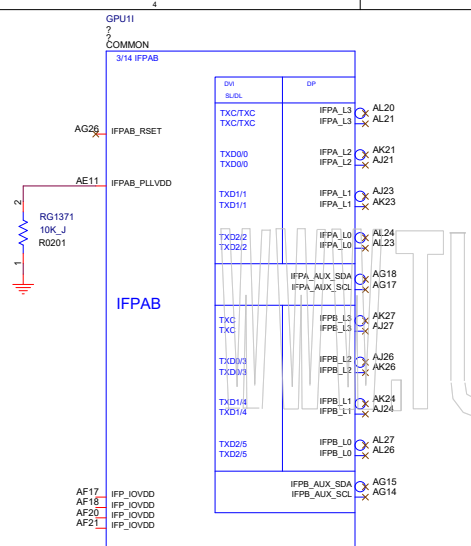 4
GPU1I
?
?
COMMON
3/14 IFPAB
DVI DP
SL/DL
TXC/TXC IFPA_L3 AL20
TXC/TXC IFPA_L3 AL21
AG26 IFPAB_RSET
TXD0/0 IFPA_L2 AK21
TXD0/0 IFPA_L2 AJ21
AE11 IFPAB_PLLVDD
TXD1/1 IFPA_L1 AJ23
TXD1/1 IFPA_L1 AK23
2
RG1371
10K_J
R0201
1
TXD2/2 IFPA_L0 AL24
TXD2/2 IFPA_L0 AL23
IFPA_AUX_SDA AG18
IFPA_AUX_SCL AG17
IFPAB
TXC IFPB_L3 AK27
TXC IFPB_L3 AJ27
TXD0/3 IFPB_L2 AJ26
TXD0/3 IFPB_L2 AK26
TXD1/4 IFPB_L1 AK24
TXD1/4 IFPB_L1 AJ24
TXD2/5 IFPB_L0 AL27
TXD2/5 IFPB_L0 AL26
IFPB_AUX_SDA AG15
IFPB_AUX_SCL AG14
AF17 IFP_IOVDD
AF18 IFP_IOVDD
AF20 IFP_IOVDD
AF21 IFP_IOVDD